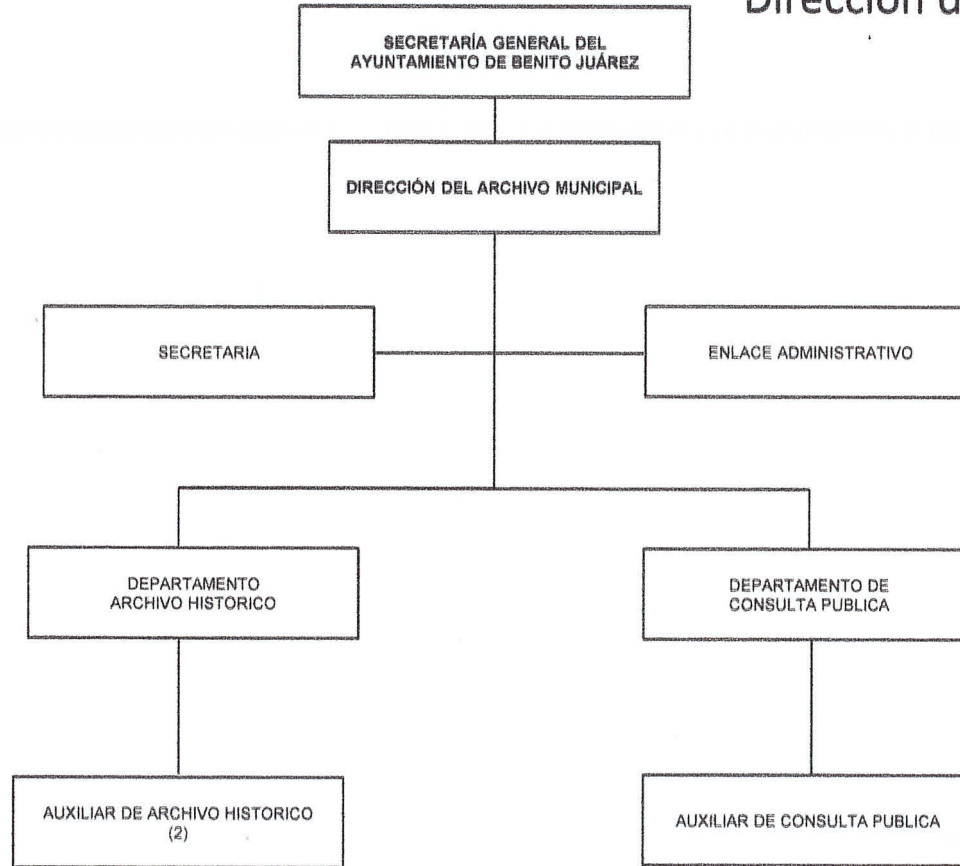 Dirección d
SECRETARÍA GENERAL DEL
AYUNTAMIENTO DE BENITO JUÁREZ
DIRECCIÓN DEL ARCHIVO MUNICIPAL
SECRETARIA
ENLACE ADMINISTRATIVO
DEPARTAMENTO
ARCHIVO HISTORICO
DEPARTAMENTO DE
CONSULTA PUBLICA
AUXILIAR DE ARCHIVO HISTORICO
(2)
AUXILIAR DE CONSULTA PUBLICA